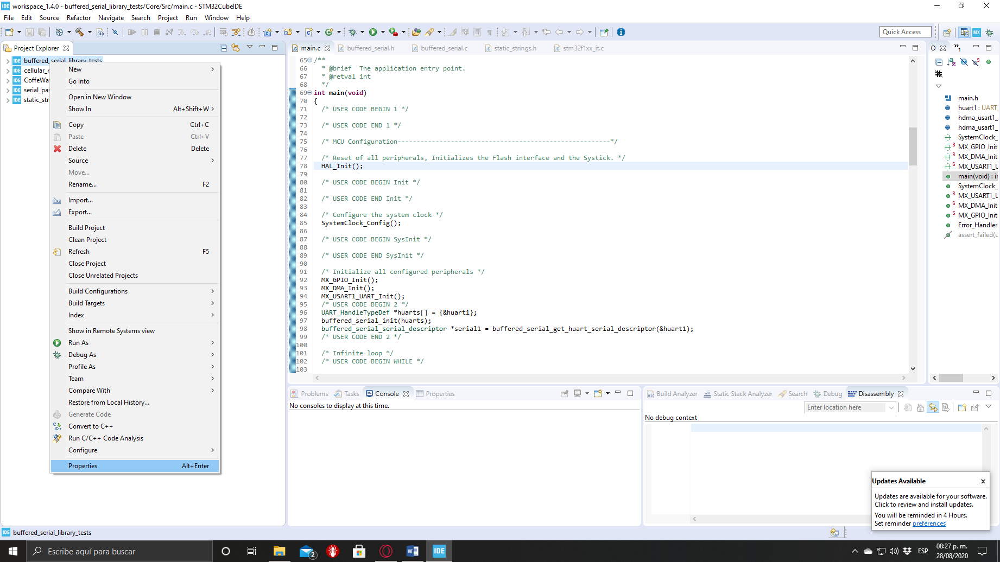 workspace_1.4.0 - buffered_serial_library_tests/Core/Src/main.c - STM32CubeIDE
File Edit Source Refactor Navigate Search Project Run Window Help
Quick Access
Project Explorer
buffered_serial_library_tests
cellular_r
CoffeWa
serial_pas
static_str
New
Go Into
Open in New Window
Show In Alt+Shift+W
Copy Ctrl+C
Paste Ctrl+V
Delete Delete
Source
Move...
Rename... F2
Import...
Export...
Build Project
Clean Project
Refresh F5
Close Project
Close Unrelated Projects
Build Configurations
Build Targets
Index
Show in Remote Systems view
Run As
Debug As
Profile As
Team
Compare With
Restore from Local History...
Generate Code
Convert to C++
Run C/C++ Code Analysis
Configure
Properties Alt+Enter
main.c buffered_serial.h buffered_serial.c static_strings.h stm32f1xx_it.c
65 /**
66 * @brief The application entry point.
67 * @retval int
68 */
69 int main(void)
70 {
71 /* USER CODE BEGIN 1 */
72
73 /* USER CODE END 1 */
74
75 /* MCU Configuration--------------------------------------------------------*/
76
77 /* Reset of all peripherals, Initializes the Flash interface and the Systick. */
78 HAL_Init();
79
80 /* USER CODE BEGIN Init */
81
82 /* USER CODE END Init */
83
84 /* Configure the system clock */
85 SystemClock_Config();
86
87 /* USER CODE BEGIN SysInit */
88
89 /* USER CODE END SysInit */
90
91 /* Initialize all configured peripherals */
92 MX_GPIO_Init();
93 MX_DMA_Init();
94 MX_USART1_UART_Init();
95 /* USER CODE BEGIN 2 */
96 UART_HandleTypeDef *huarts[] = {&huart1};
97 buffered_serial_init(huarts);
98 buffered_serial_serial_descriptor *serial1 = buffered_serial_get_huart_serial_descriptor(&huart1);
99 /* USER CODE END 2 */
100
101 /* Infinite loop */
102 /* USER CODE BEGIN WHILE */
103
main.h
huart1 : UART_
hdma_usart1_
hdma_usart1_
SystemClock_
MX_GPIO_Init
MX_DMA_Init
MX_USART1_U
main(void) : in
SystemClock_
MX_USART1_U
MX_DMA_Init
MX_GPIO_Init
Error_Handler
assert_failed(u
Problems Tasks Console Properties
No consoles to display at this time.
Build Analyzer Static Stack Analyzer Search Debug Disassembly
Enter location here
No debug context
Updates Available
Updates are available for your software.
Click to review and install updates.
You will be reminded in 4 Hours.
Set reminder preferences
buffered_serial_library_tests
Escribe aquí para buscar
2
IDE
ESP
08:27 p. m.
28/08/2020